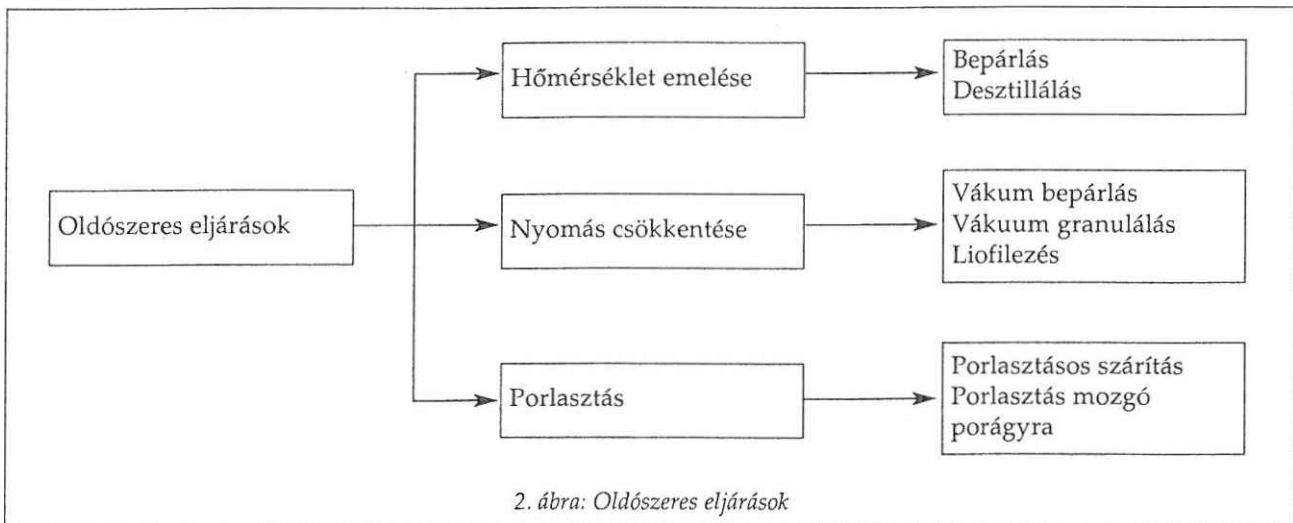 Oldószeres eljárások
Hőmérséklet emelése
Bepárlás
Desztillálás
Nyomás csökkentése
Vákum bepárlás
Vákuum granulálás
Liofilezés
Porlasztás
Porlasztásos szárítás
Porlasztás mozgó
porágyra
2. ábra: Oldószeres eljárások